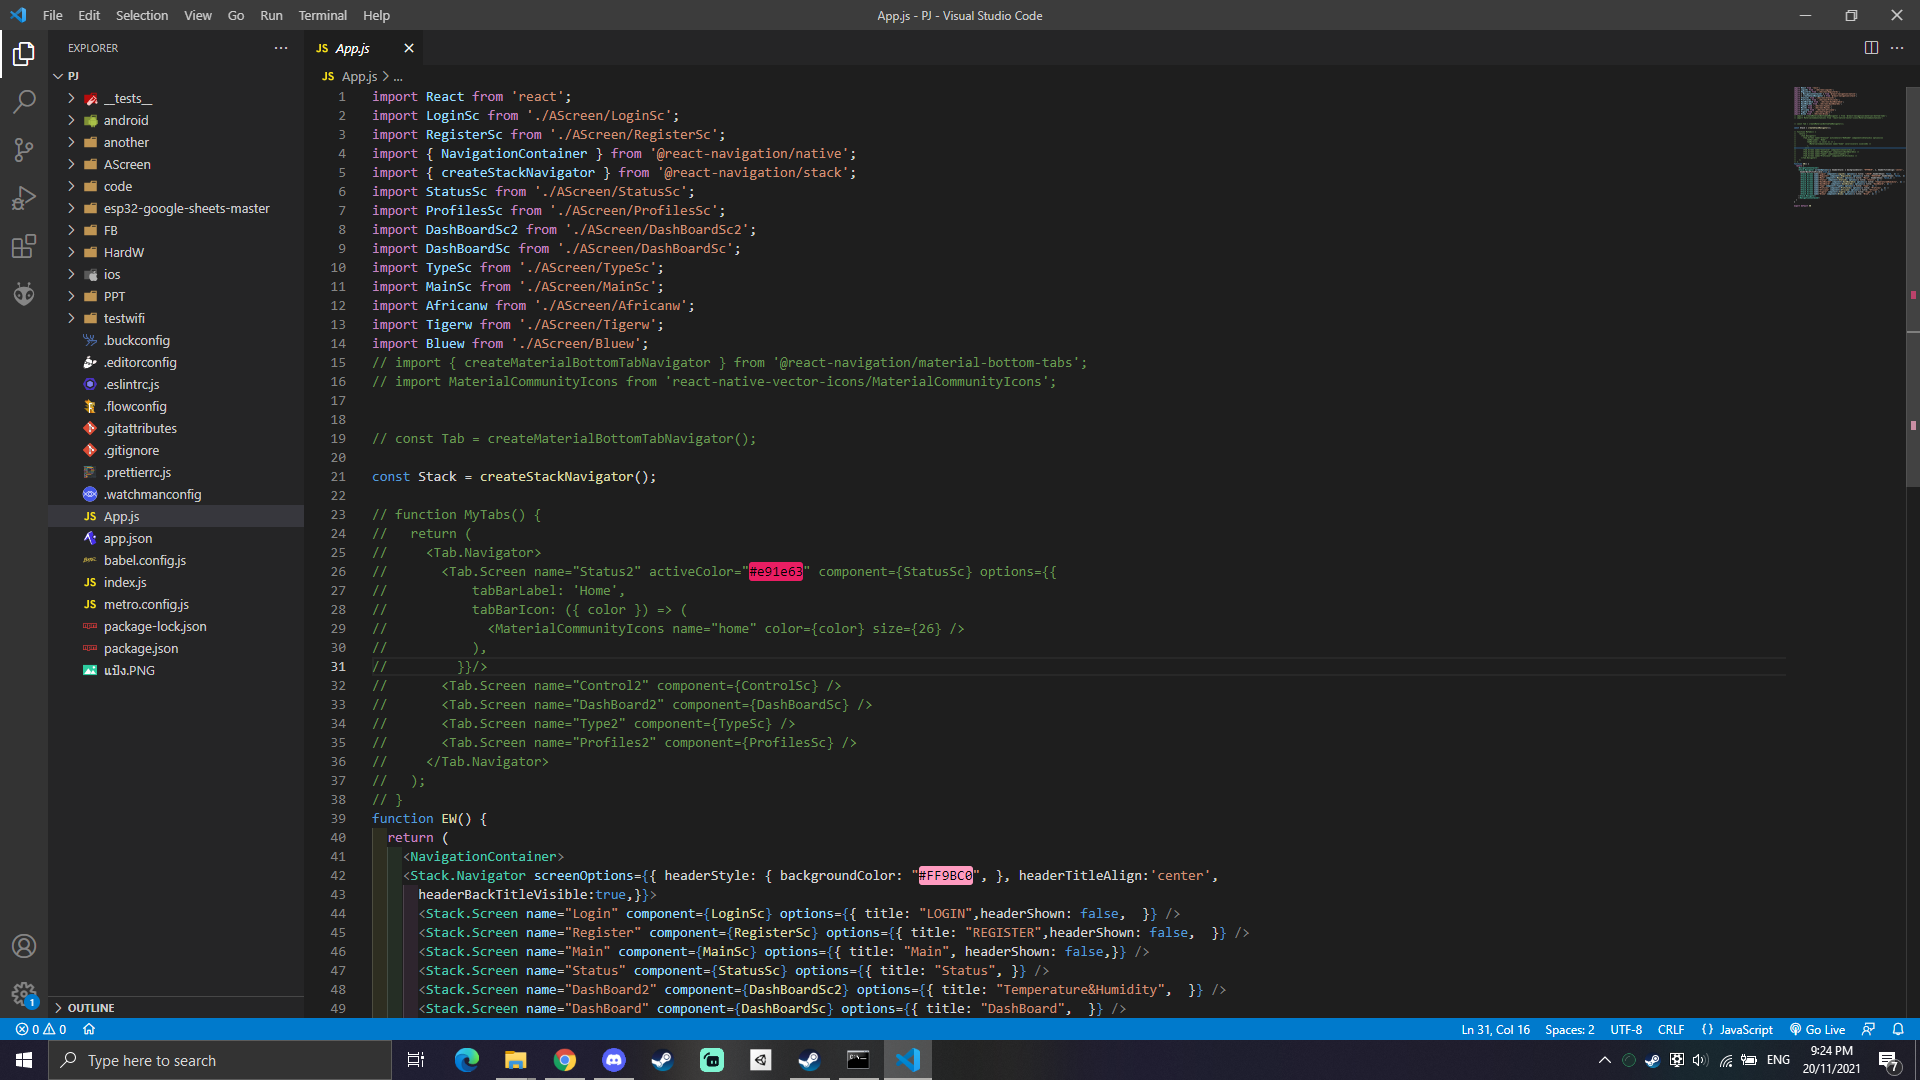 File Edit Selection View Go Run Terminal Help
App.js - PJ - Visual Studio Code
EXPLORER
PJ
__tests__
android
another
AScreen
code
esp32-google-sheets-master
FB
HardW
ios
PPT
testwifi
.buckconfig
.editorconfig
.eslintrc.js
.flowconfig
.gitattributes
.gitignore
.prettierrc.js
.watchmanconfig
JS App.js
app.json
babel.config.js
JS index.js
JS metro.config.js
package-lock.json
package.json
แป้ง.PNG
OUTLINE
JS App.js
JS App.js > ...
1 import React from 'react';
2 import LoginSc from './AScreen/LoginSc';
3 import RegisterSc from './AScreen/RegisterSc';
4 import { NavigationContainer } from '@react-navigation/native';
5 import { createStackNavigator } from '@react-navigation/stack';
6 import StatusSc from './AScreen/StatusSc';
7 import ProfilesSc from './AScreen/ProfilesSc';
8 import DashBoardSc2 from './AScreen/DashBoardSc2';
9 import DashBoardSc from './AScreen/DashBoardSc';
10 import TypeSc from './AScreen/TypeSc';
11 import MainSc from './AScreen/MainSc';
12 import Africanw from './AScreen/Africanw';
13 import Tigerw from './AScreen/Tigerw';
14 import Bluew from './AScreen/Bluew';
15 // import { createMaterialBottomTabNavigator } from '@react-navigation/material-bottom-tabs';
16 // import MaterialCommunityIcons from 'react-native-vector-icons/MaterialCommunityIcons';
17
18
19 // const Tab = createMaterialBottomTabNavigator();
20
21 const Stack = createStackNavigator();
22
23 // function MyTabs() {
24 //   return (
25 //     <Tab.Navigator>
26 //       <Tab.Screen name="Status2" activeColor="#e91e63" component={StatusSc} options={{
27 //           tabBarLabel: 'Home',
28 //           tabBarIcon: ({ color }) => (
29 //             <MaterialCommunityIcons name="home" color={color} size={26} />
30 //           ),
31 //         }}/>
32 //       <Tab.Screen name="Control2" component={ControlSc} />
33 //       <Tab.Screen name="DashBoard2" component={DashBoardSc} />
34 //       <Tab.Screen name="Type2" component={TypeSc} />
35 //       <Tab.Screen name="Profiles2" component={ProfilesSc} />
36 //     </Tab.Navigator>
37 //   );
38 // }
39 function EW() {
40   return (
41     <NavigationContainer>
42     <Stack.Navigator screenOptions={{ headerStyle: { backgroundColor: "#FF9BC0", }, headerTitleAlign:'center',
43       headerBackTitleVisible:true,}}>
44       <Stack.Screen name="Login" component={LoginSc} options={{ title: "LOGIN",headerShown: false,  }} />
45       <Stack.Screen name="Register" component={RegisterSc} options={{ title: "REGISTER",headerShown: false,  }} />
46       <Stack.Screen name="Main" component={MainSc} options={{ title: "Main", headerShown: false,}} />
47       <Stack.Screen name="Status" component={StatusSc} options={{ title: "Status", }} />
48       <Stack.Screen name="DashBoard2" component={DashBoardSc2} options={{ title: "Temperature&Humidity",  }} />
49       <Stack.Screen name="DashBoard" component={DashBoardSc} options={{ title: "DashBoard",  }} />
1
0 0
Ln 31, Col 16 Spaces: 2 UTF-8 CRLF {} JavaScript Go Live
Type here to search
ENG
9:24 PM
20/11/2021
7